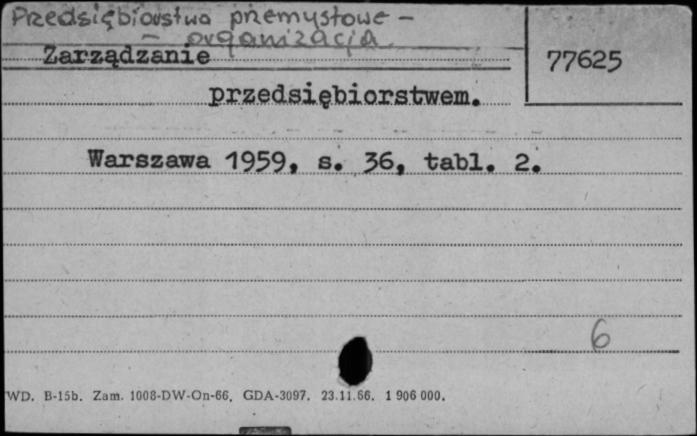 Przedsiębiorstwa przemysłowe -
- organizacja
Zarządzanie
77625
przedsiębiorstwem.
Warszawa 1959, s. 36, tabl. 2.
6
WD. B-15b. Zam. 1008-DW-On-66. GDA-3097. 23.11.66. 1 906 000.